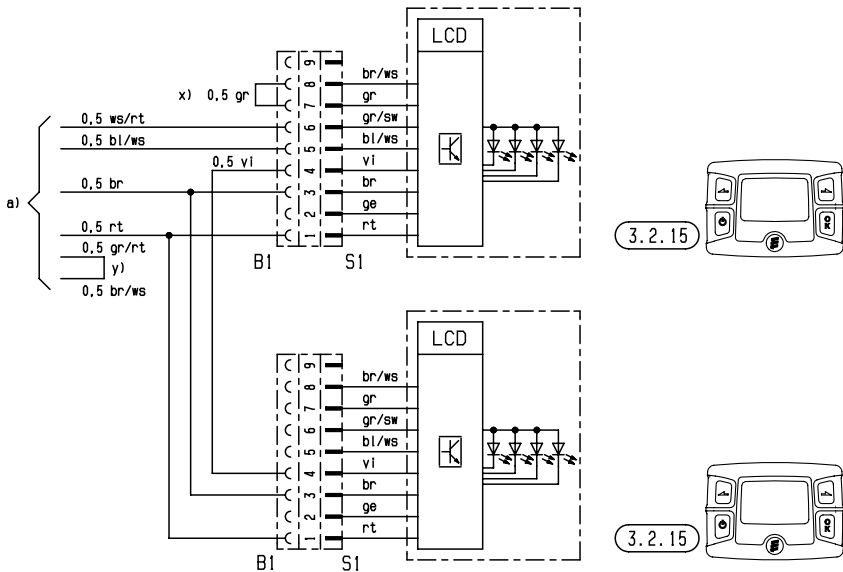 LCD
9
8
7
6
5
4
3
2
1
br/ws
gr
gr/sw
bl/ws
vi
br
ge
rt
x) 0,5 gr
0,5 ws/rt
0,5 bl/ws
0,5 vi
0,5 br
a)
0,5 rt
0,5 gr/rt
y)
0,5 br/ws
B1
S1
3.2.15
OK
LCD
9
8
7
6
5
4
3
2
1
br/ws
gr
gr/sw
bl/ws
vi
br
ge
rt
B1
S1
3.2.15
OK